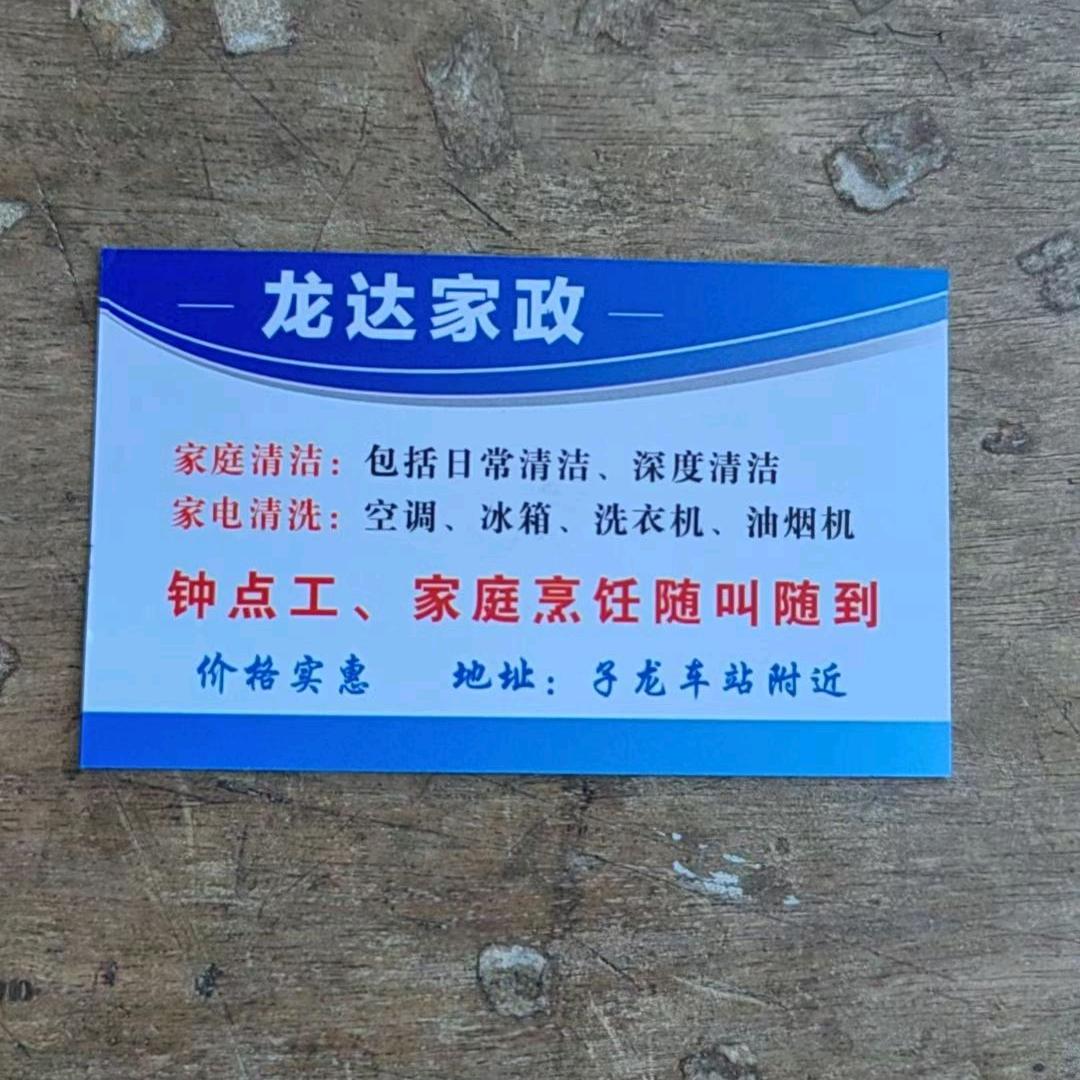 龙达家政
家庭清洁：包括日常清洁、深度清洁
家电清洗：空调、冰箱、洗衣机、油烟机
钟点工、家庭烹饪随叫随到
价格实惠 地址：子龙车站附近